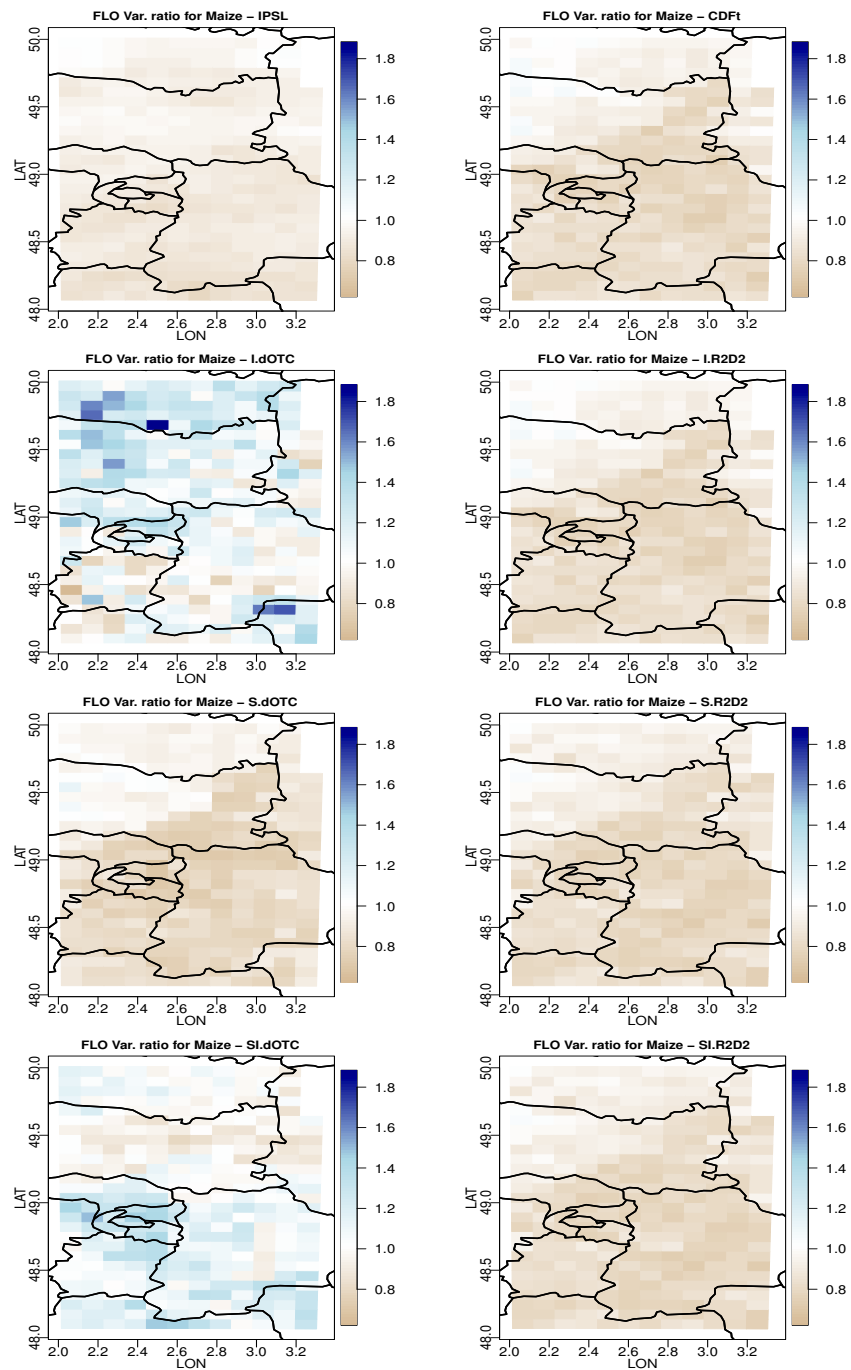 FLO Var. ratio for Maize − IPSL
50.0
49.5
49.0
48.5
48.0
LAT
2.0 2.2 2.4 2.6 2.8 3.0 3.2
LON
1.8
1.6
1.4
1.2
1.0
0.8
FLO Var. ratio for Maize − CDFt
50.0
49.5
49.0
48.5
48.0
LAT
2.0 2.2 2.4 2.6 2.8 3.0 3.2
LON
1.8
1.6
1.4
1.2
1.0
0.8
FLO Var. ratio for Maize − I.dOTC
50.0
49.5
49.0
48.5
48.0
LAT
2.0 2.2 2.4 2.6 2.8 3.0 3.2
LON
1.8
1.6
1.4
1.2
1.0
0.8
FLO Var. ratio for Maize − I.R2D2
50.0
49.5
49.0
48.5
48.0
LAT
2.0 2.2 2.4 2.6 2.8 3.0 3.2
LON
1.8
1.6
1.4
1.2
1.0
0.8
FLO Var. ratio for Maize − S.dOTC
50.0
49.5
49.0
48.5
48.0
LAT
2.0 2.2 2.4 2.6 2.8 3.0 3.2
LON
1.8
1.6
1.4
1.2
1.0
0.8
FLO Var. ratio for Maize − S.R2D2
50.0
49.5
49.0
48.5
48.0
LAT
2.0 2.2 2.4 2.6 2.8 3.0 3.2
LON
1.8
1.6
1.4
1.2
1.0
0.8
FLO Var. ratio for Maize − SI.dOTC
50.0
49.5
49.0
48.5
48.0
LAT
2.0 2.2 2.4 2.6 2.8 3.0 3.2
LON
1.8
1.6
1.4
1.2
1.0
0.8
FLO Var. ratio for Maize − SI.R2D2
50.0
49.5
49.0
48.5
48.0
LAT
2.0 2.2 2.4 2.6 2.8 3.0 3.2
LON
1.8
1.6
1.4
1.2
1.0
0.8